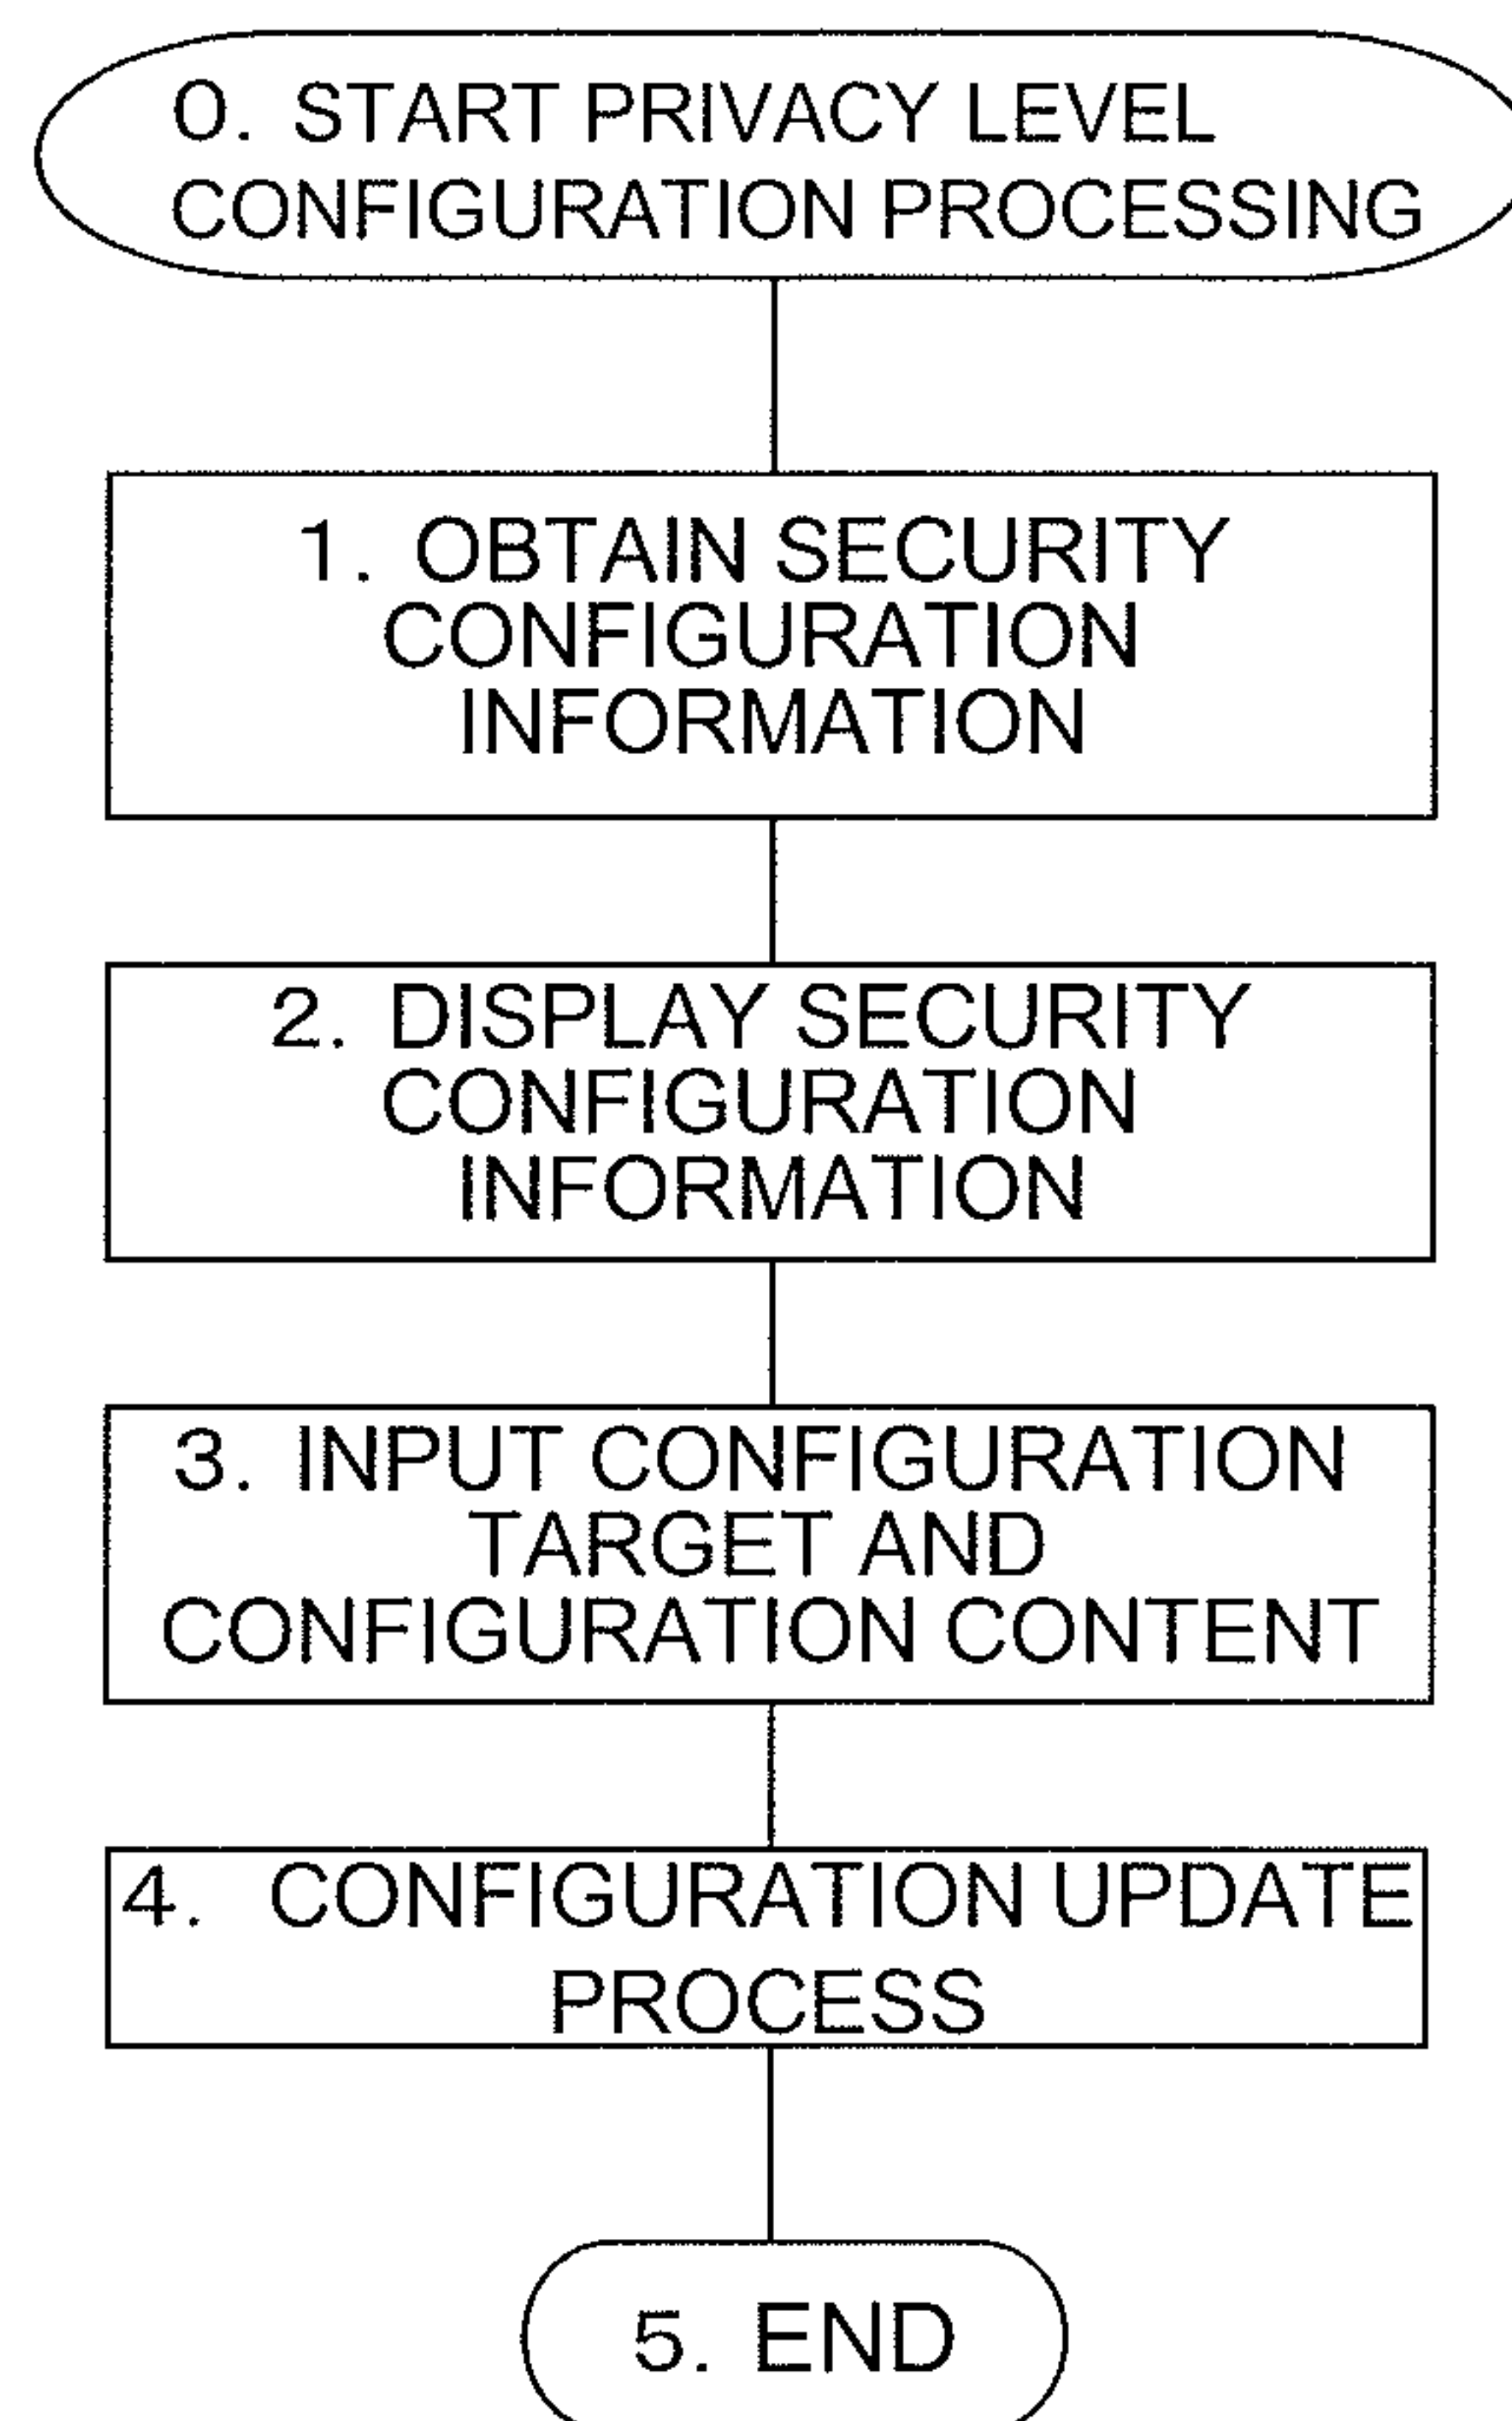 0. START PRIVACY LEVEL
CONFIGURATION PROCESSING
1. OBTAIN SECURITY
CONFIGURATION
INFORMATION
2. DISPLAY SECURITY
CONFIGURATION
INFORMATION
3. INPUT CONFIGURATION
TARGET AND
CONFIGURATION CONTENT
4. CONFIGURATION UPDATE
PROCESS
5. END